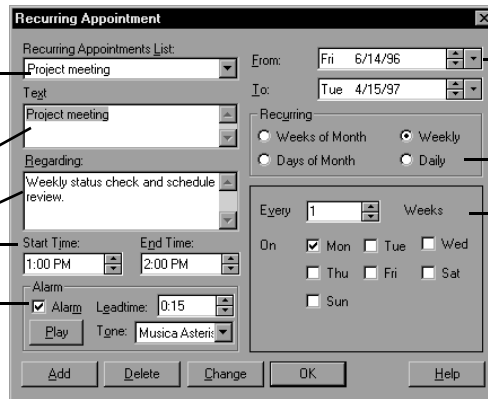 Recurring Appointment
Recurring Appointments List:
Project meeting
Text
Project meeting
Regarding:
Weekly status check and schedule
review.
Start Time:
End Time:
1:00 PM
2:00 PM
Alarm
Alarm Leadtime: 0:15
Play Tone: Musica Asteris
From: Fri 6/14/96
To: Tue 4/15/97
Recurring
Weeks of Month Weekly
Days of Month Daily
Every 1 Weeks
On Mon Tue Wed
Thu Fri Sat
Sun
Add Delete Change OK Help